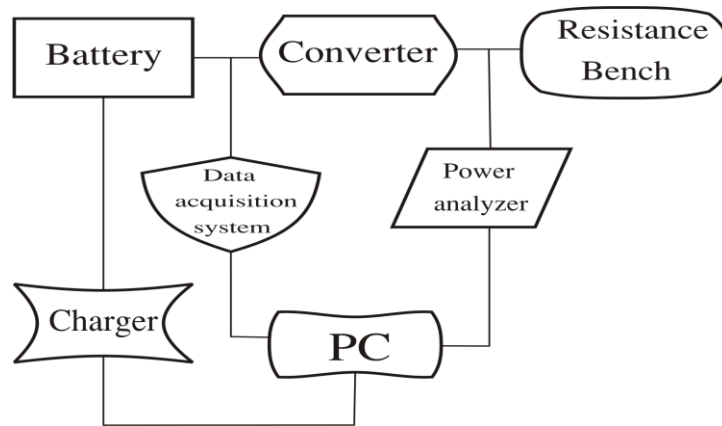 Battery
Converter
Resistance
Bench
Data
acquisition
system
Power
analyzer
Charger
PC